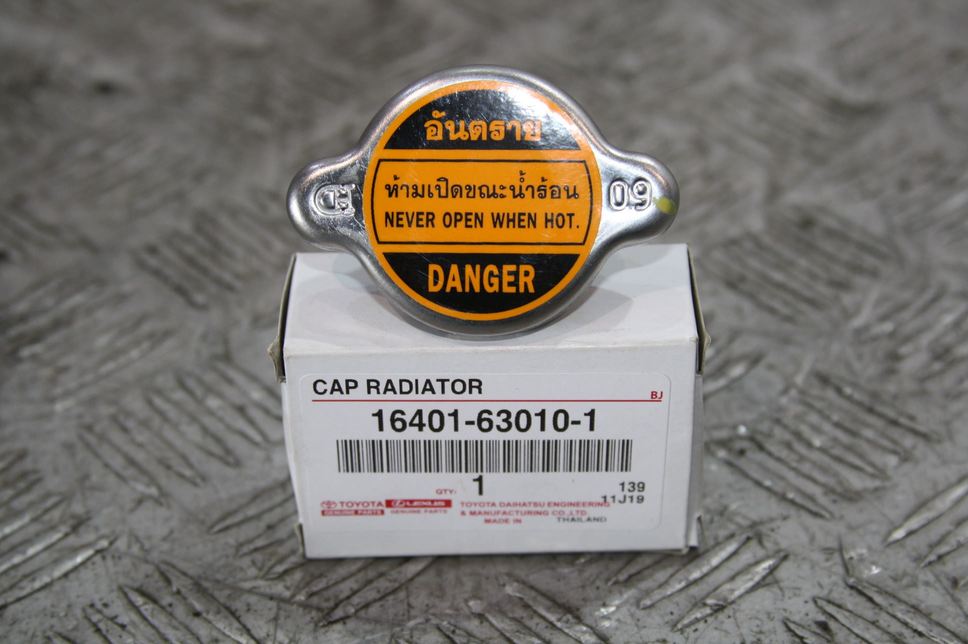 อันตราย
ห้ามเปิดขณะน้ำร้อน
NEVER OPEN WHEN HOT.
DANGER
09
CAP RADIATOR
BJ
16401-63010-1
QTY: 1
139
11J19
TOYOTA LEXUS TOYOTA DAIHATSU ENGINEERING
GENUINE PARTS GENUINE PARTS & MANUFACTURING CO.,LTD.
MADE IN THAILAND